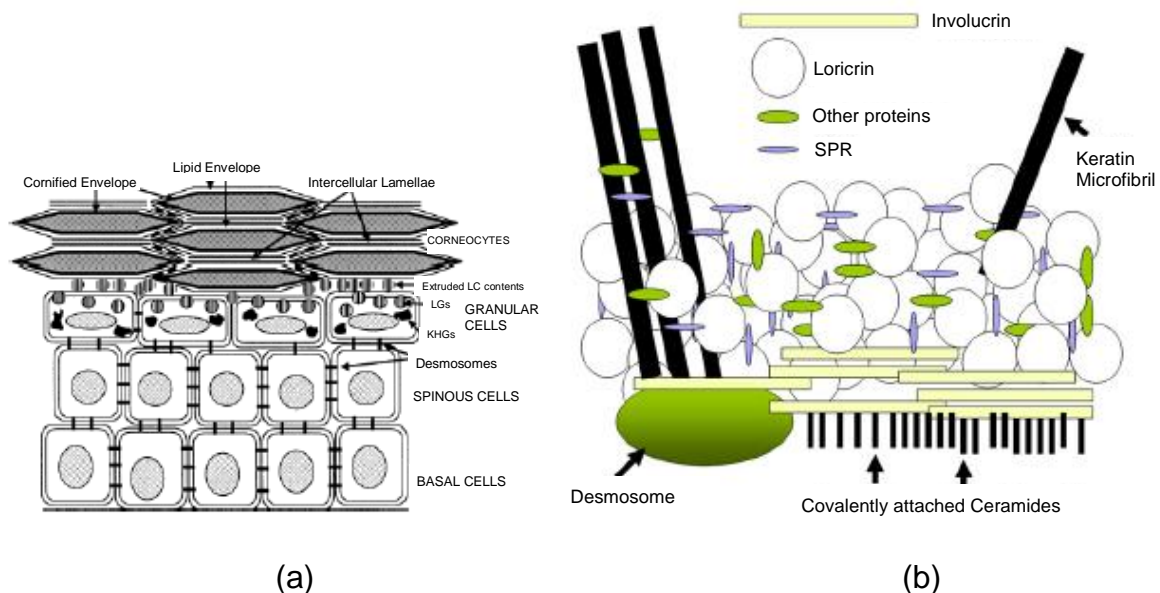 Lipid Envelope
Cornified Envelope
Intercellular Lamellae
CORNEOCYTES
Extruded LC contents
LGs
GRANULAR
CELLS
KHGs
Desmosomes
SPINOUS CELLS
BASAL CELLS
(a)
Involucrin
Loricrin
Other proteins
SPR
Keratin
Microfibril
Desmosome
Covalently attached Ceramides
(b)